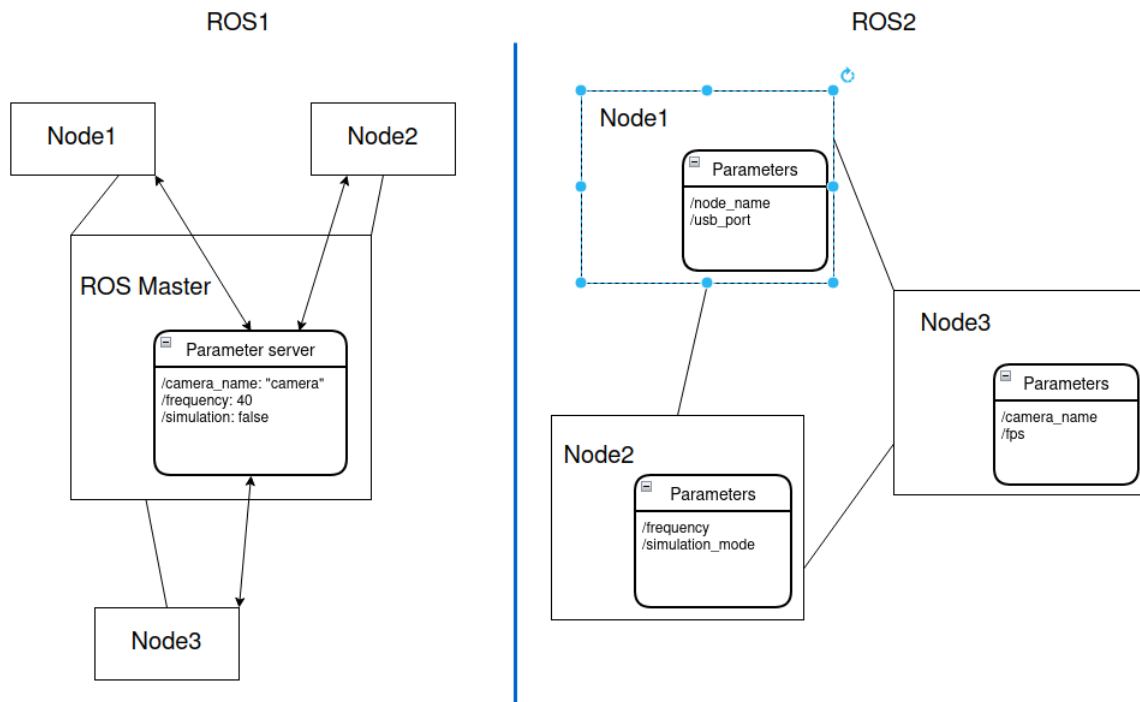 ROS1
Node1
Node2
ROS Master
Parameter server
/camera_name: "camera"
/frequency: 40
/simulation: false
Node3
ROS2
Node1
Parameters
/node_name
/usb_port
Node3
Parameters
/camera_name
/fps
Node2
Parameters
/frequency
/simulation_mode